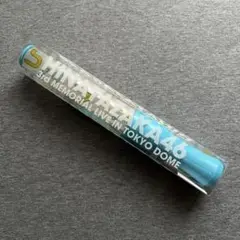 HINATAZAKA46
3rd MEMORIAL LIVE IN TOKYO DOME